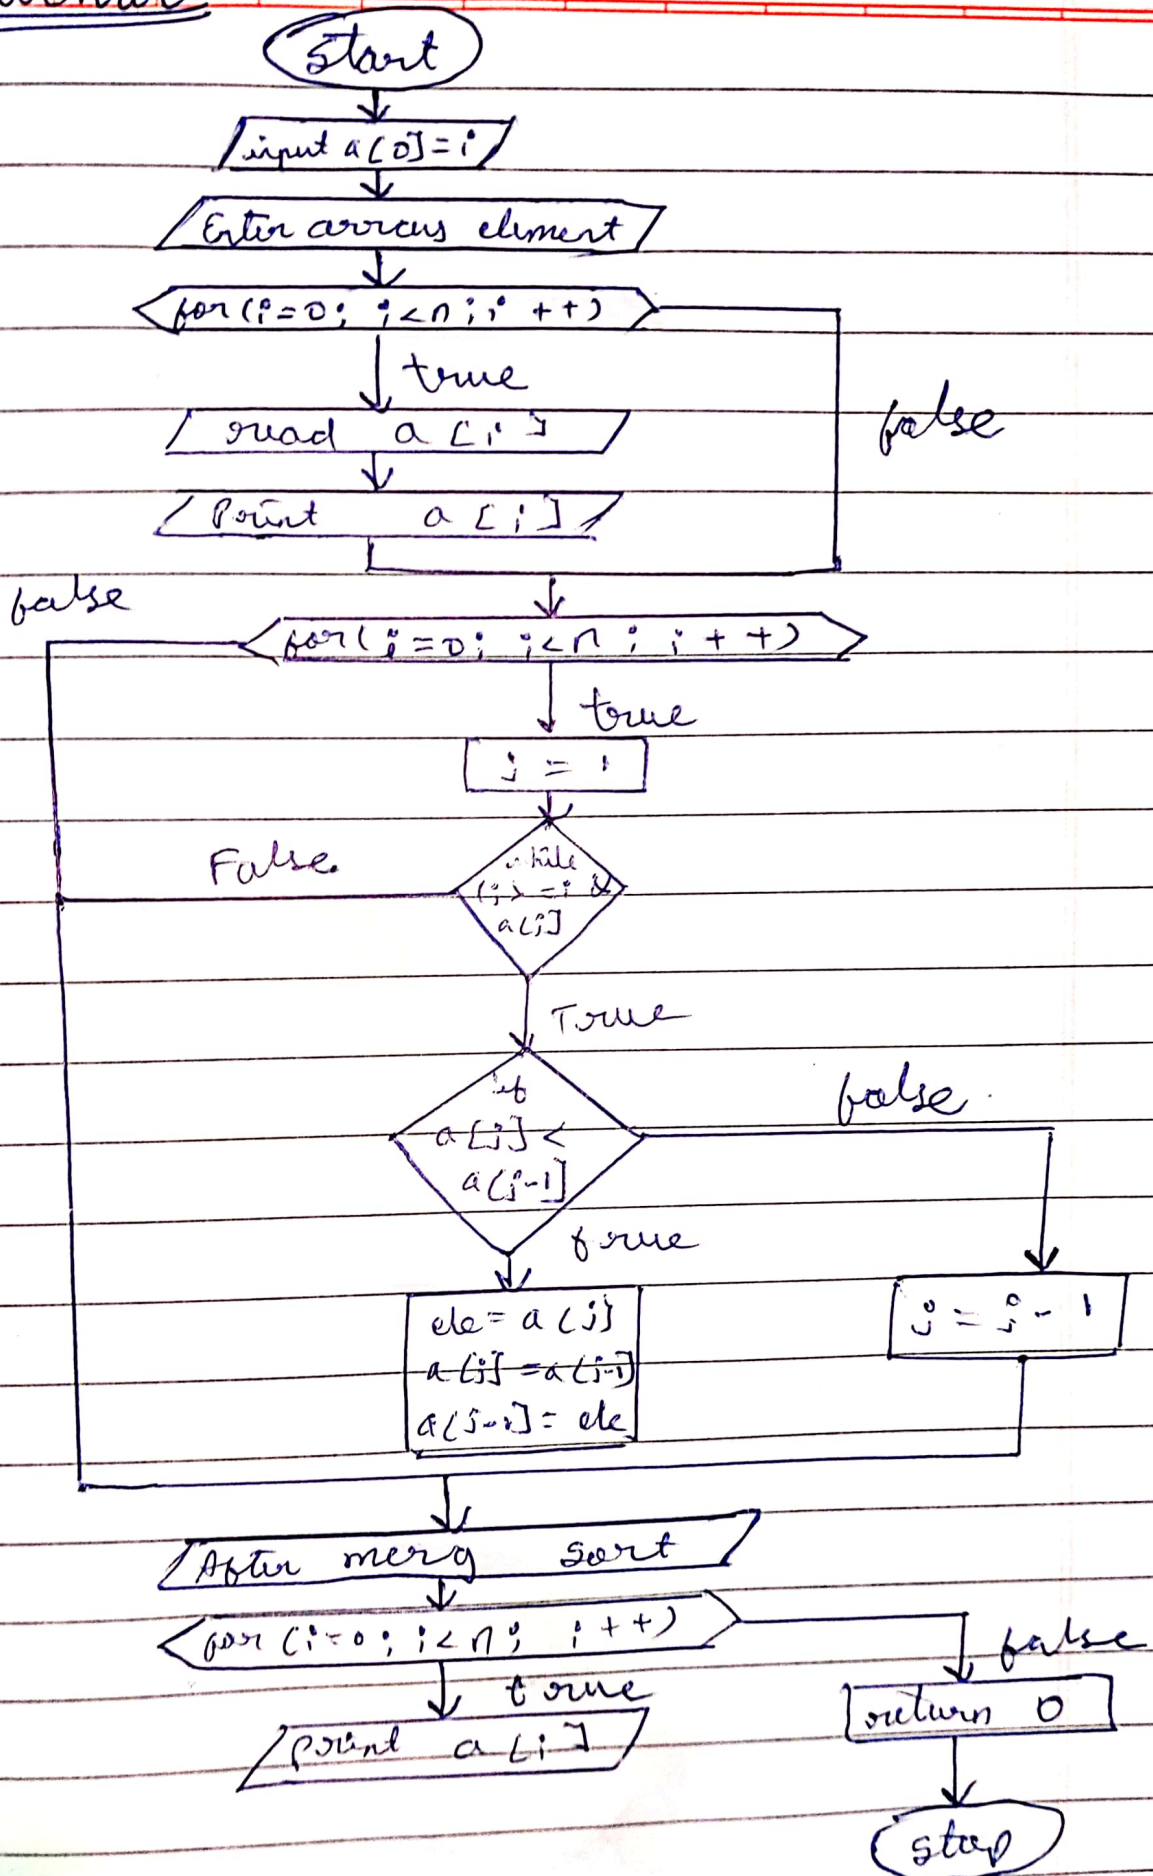 start
input a[0]=i
Enter arraus element
for(i=0; i<n; i++)
true
false
read a[i]
Print a[i]
false
for(i=0; i<n; i++)
true
j = 1
False
while
(j>=i &
a[j]
True
if
a[j]<
a[j-1]
false
true
ele=a[j]
a[j]=a[j-1]
a[j-1]=ele
j=j-1
After merg sort
for(i=0; i<n; i++)
false
true
return 0
print a[i]
stop